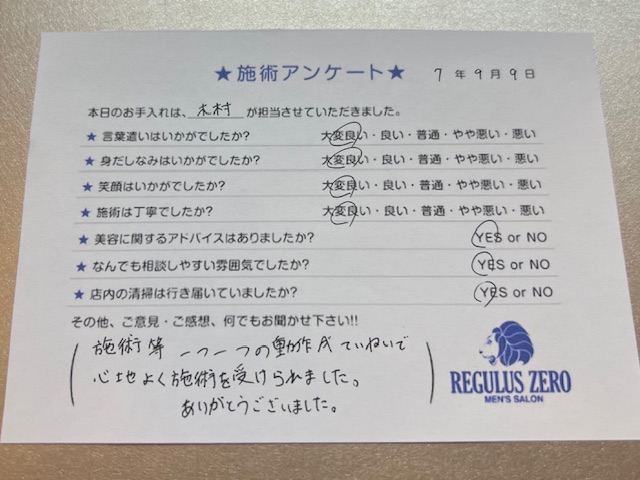 ★施術アンケート★ 7年9月9日
本日のお手入れは、木村が担当させていただきました。
★言葉遣いはいかがでしたか? 大変良い・良い・普通・やや悪い・悪い
★身だしなみはいかがでしたか? 大変良い・良い・普通・やや悪い・悪い
★笑顔はいかがでしたか? 大変良い・良い・普通・やや悪い・悪い
★施術は丁寧でしたか? 大変良い・良い・普通・やや悪い・悪い
★美容に関するアドバイスはありましたか? YES or NO
★なんでも相談しやすい雰囲気でしたか? YES or NO
★店内の清掃は行き届いていましたか? YES or NO
その他、ご意見・ご感想、何でもお聞かせ下さい!!
施術等 一つ一つの動作がていねいで
心地よく施術を受けられました。
ありがとうございました。
REGULUS ZERO
MEN'S SALON